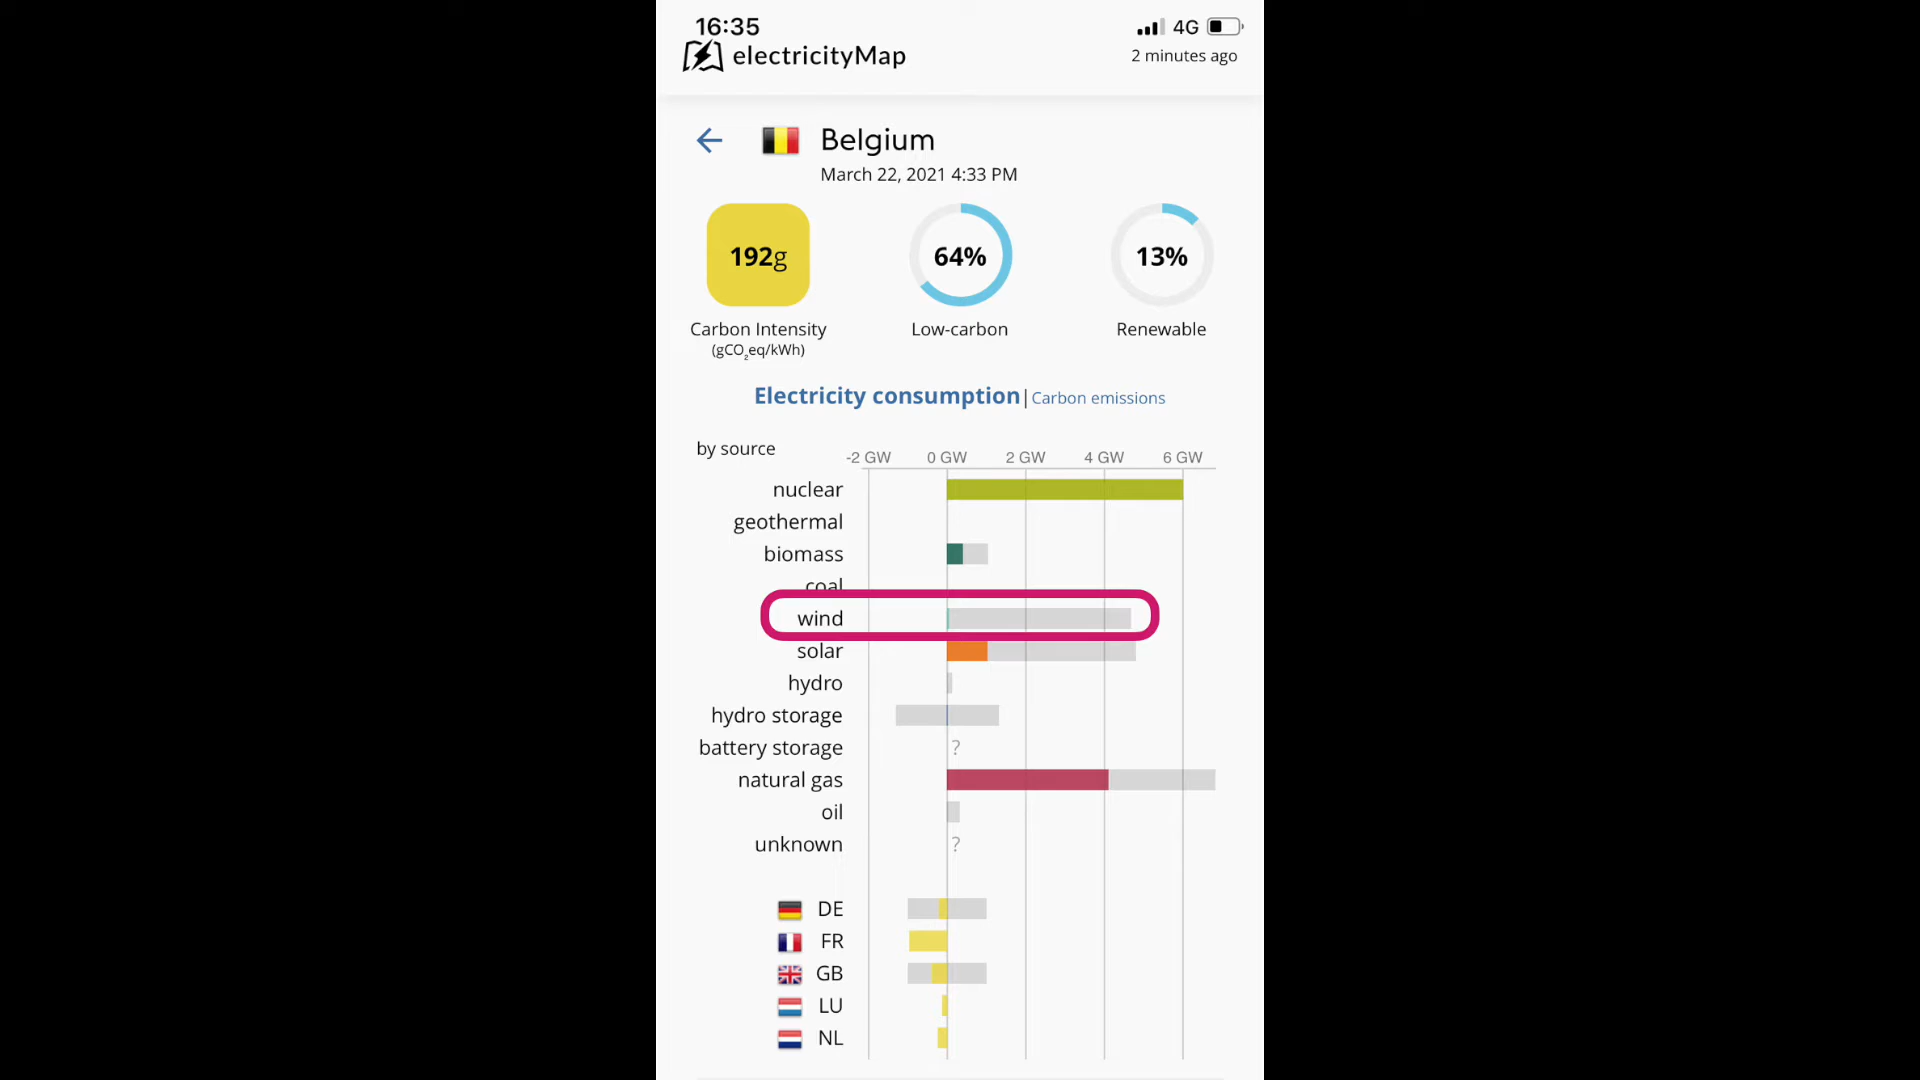 16:35
4G
electricityMap
2 minutes ago
Belgium
March 22, 2021 4:33 PM
192g
64%
13%
Carbon Intensity
(gCO₂eq/kWh)
Low-carbon
Renewable
Electricity consumption | Carbon emissions
by source
-2 GW 0 GW 2 GW 4 GW 6 GW
nuclear
geothermal
biomass
coal
wind
solar
hydro
hydro storage
battery storage ?
natural gas
oil
unknown ?
DE
FR
GB
LU
NL